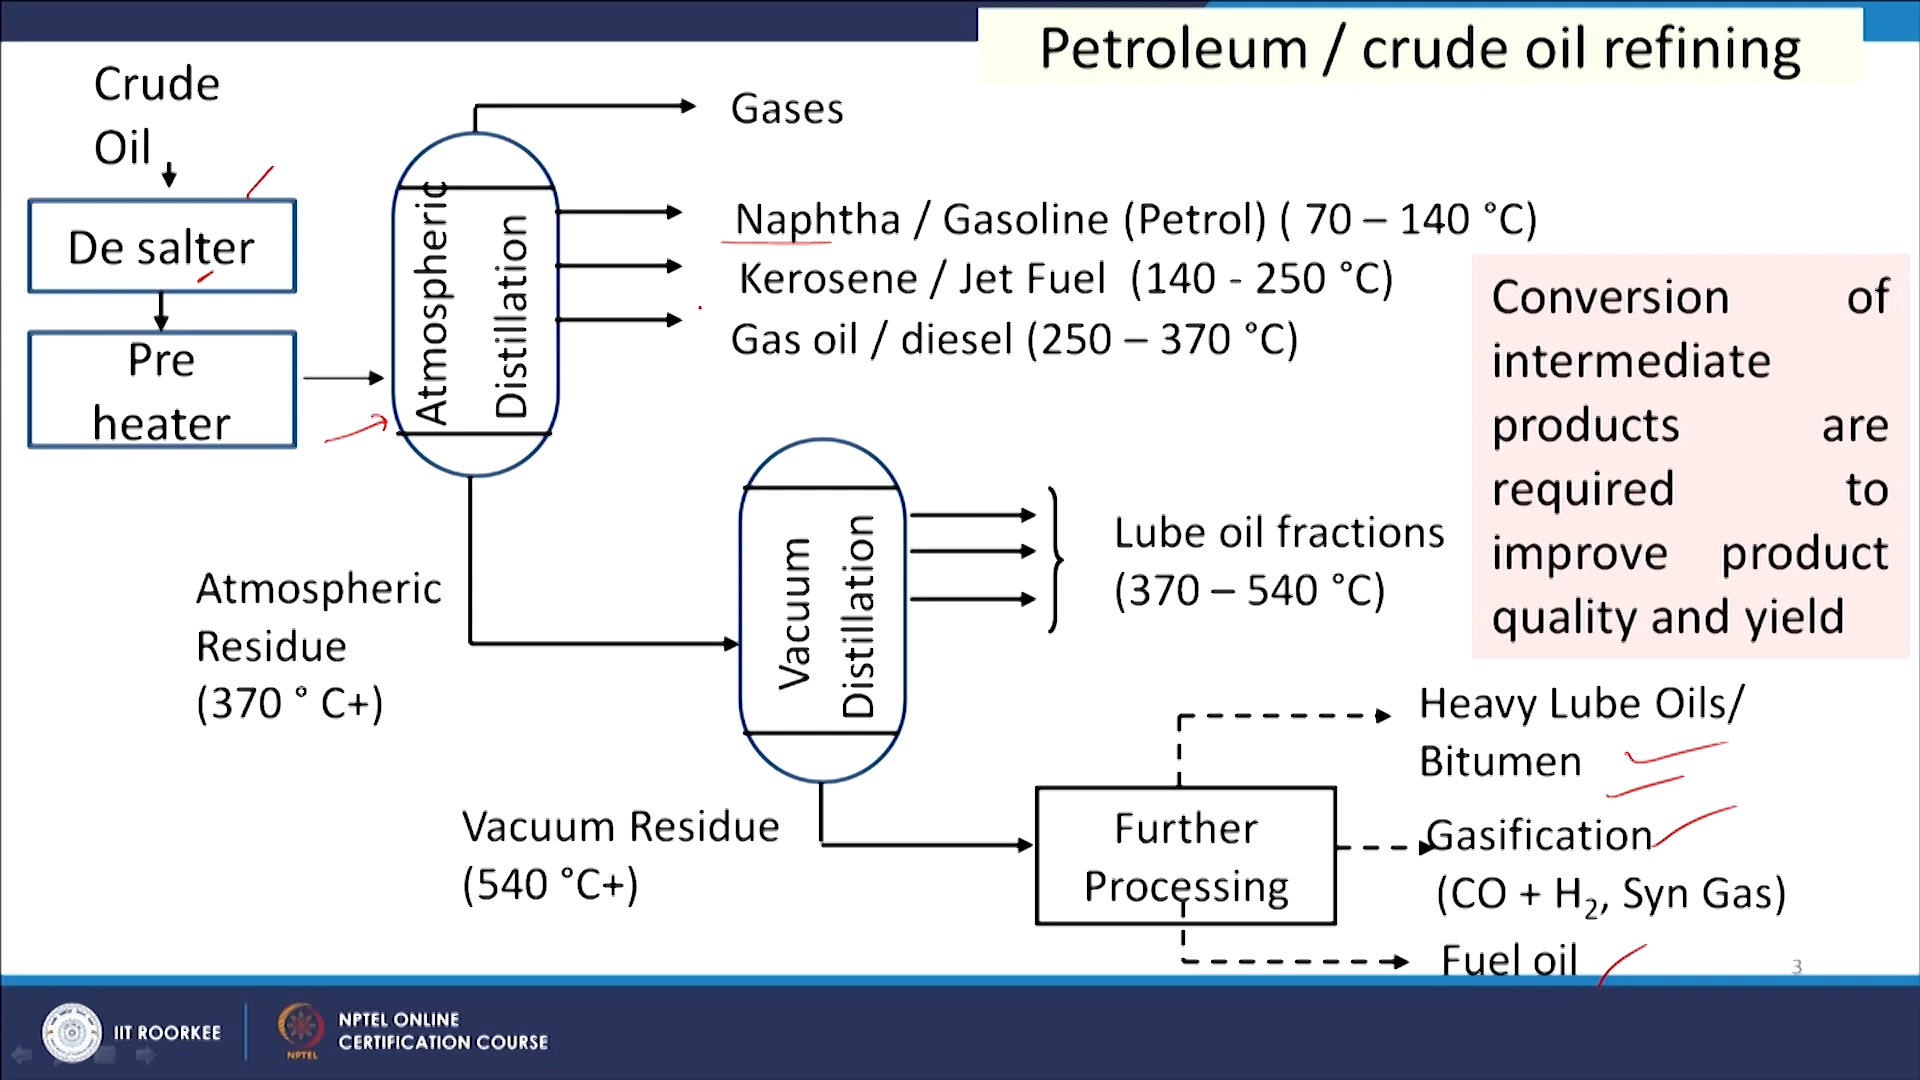 Petroleum / crude oil refining
Crude
Oil
De salter
Pre
heater
Atmospheric
Distillation
Gases
Naphtha / Gasoline (Petrol) ( 70 – 140 °C)
Kerosene / Jet Fuel (140 - 250 °C)
Gas oil / diesel (250 – 370 °C)
Conversion of
intermediate
products are
required to
improve product
quality and yield
Atmospheric
Residue
(370 ° C+)
Vacuum
Distillation
Lube oil fractions
(370 – 540 °C)
Vacuum Residue
(540 °C+)
Further
Processing
Heavy Lube Oils/
Bitumen
Gasification
(CO + H₂, Syn Gas)
Fuel oil
3
IIT ROORKEE
NPTEL
NPTEL ONLINE
CERTIFICATION COURSE